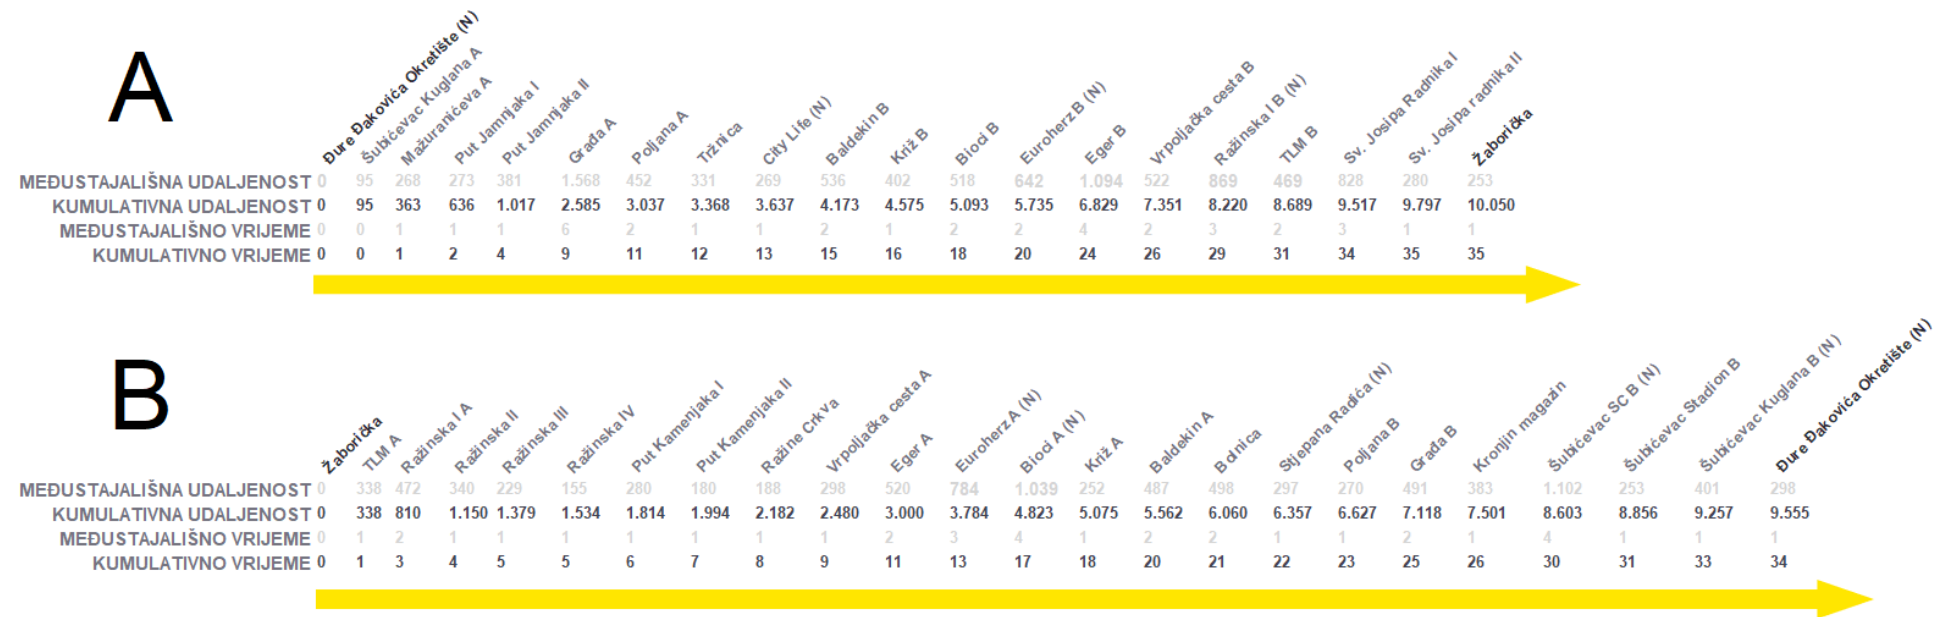 A
Đure Đakovića Okretište (N) Šubićevac Kuglana A Mažuranićeva A Put Jamnjaka I Put Jamnjaka II Građa A Poljana A Tržnica City Life (N) Baldekin B Križ B Bioci B Euroherz B (N) Eger B Vrpoljačka cesta B Ražinska I B (N) TLM B Sv. Josipa Radnika I Sv. Josipa radnika II Žaborička
MEĐUSTAJALIŠNA UDALJENOST 0 95 268 273 381 1.568 452 331 269 536 402 518 642 1.094 522 869 469 828 280 253
KUMULATIVNA UDALJENOST 0 95 363 636 1.017 2.585 3.037 3.368 3.637 4.173 4.575 5.093 5.735 6.829 7.351 8.220 8.689 9.517 9.797 10.050
MEĐUSTAJALIŠNO VRIJEME 0 0 1 1 1 6 2 1 1 2 1 2 2 4 2 3 2 3 1 1
KUMULATIVNO VRIJEME 0 0 1 2 4 9 11 12 13 15 16 18 20 24 26 29 31 34 35 35
B
Žaborička TLM A Ražinska I A Ražinska II Ražinska III Ražinska IV Put Kamenjaka I Put Kamenjaka II Ražine Crkva Vrpoljačka cesta A Eger A Euroherz A (N) Bioci A (N) Križ A Baldekin A Bolnica Stjepana Radića (N) Poljana B Građa B Kronjin magazin Šubićevac SC B (N) Šubićevac Stadion B Šubićevac Kuglana B (N) Đure Đakovića Okretište (N)
MEĐUSTAJALIŠNA UDALJENOST 0 338 472 340 229 155 280 180 188 298 520 784 1.039 252 487 498 297 270 491 383 1.102 253 401 298
KUMULATIVNA UDALJENOST 0 338 810 1.150 1.379 1.534 1.814 1.994 2.182 2.480 3.000 3.784 4.823 5.075 5.562 6.060 6.357 6.627 7.118 7.501 8.603 8.856 9.257 9.555
MEĐUSTAJALIŠNO VRIJEME 0 1 2 1 1 1 1 1 1 1 2 3 4 1 2 2 1 1 2 1 4 1 1 1
KUMULATIVNO VRIJEME 0 1 3 4 5 5 6 7 8 9 11 13 17 18 20 21 22 23 25 26 30 31 33 34